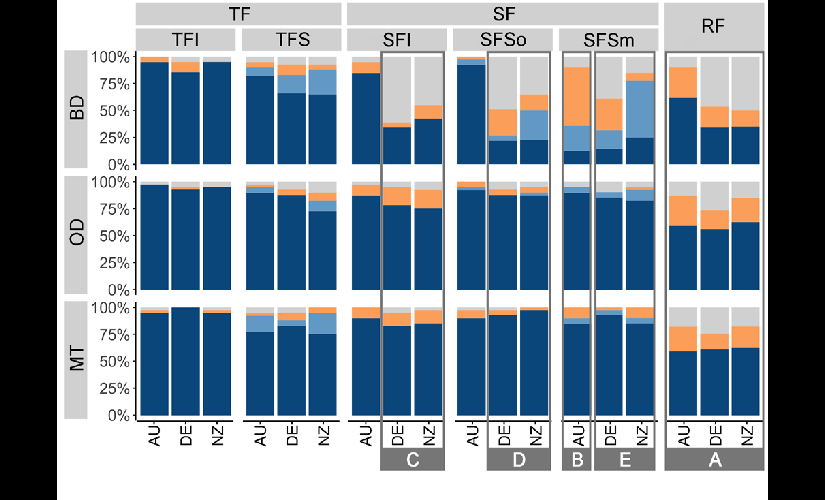 TF SF RF
TFI TFS SFI SFSo SFSm
BD
100%
75%
50%
25%
0%
OD
100%
75%
50%
25%
0%
MT
100%
75%
50%
25%
0%
AU DE NZ AU DE NZ AU DE NZ AU DE NZ AU DE NZ AU DE NZ
C D B E A